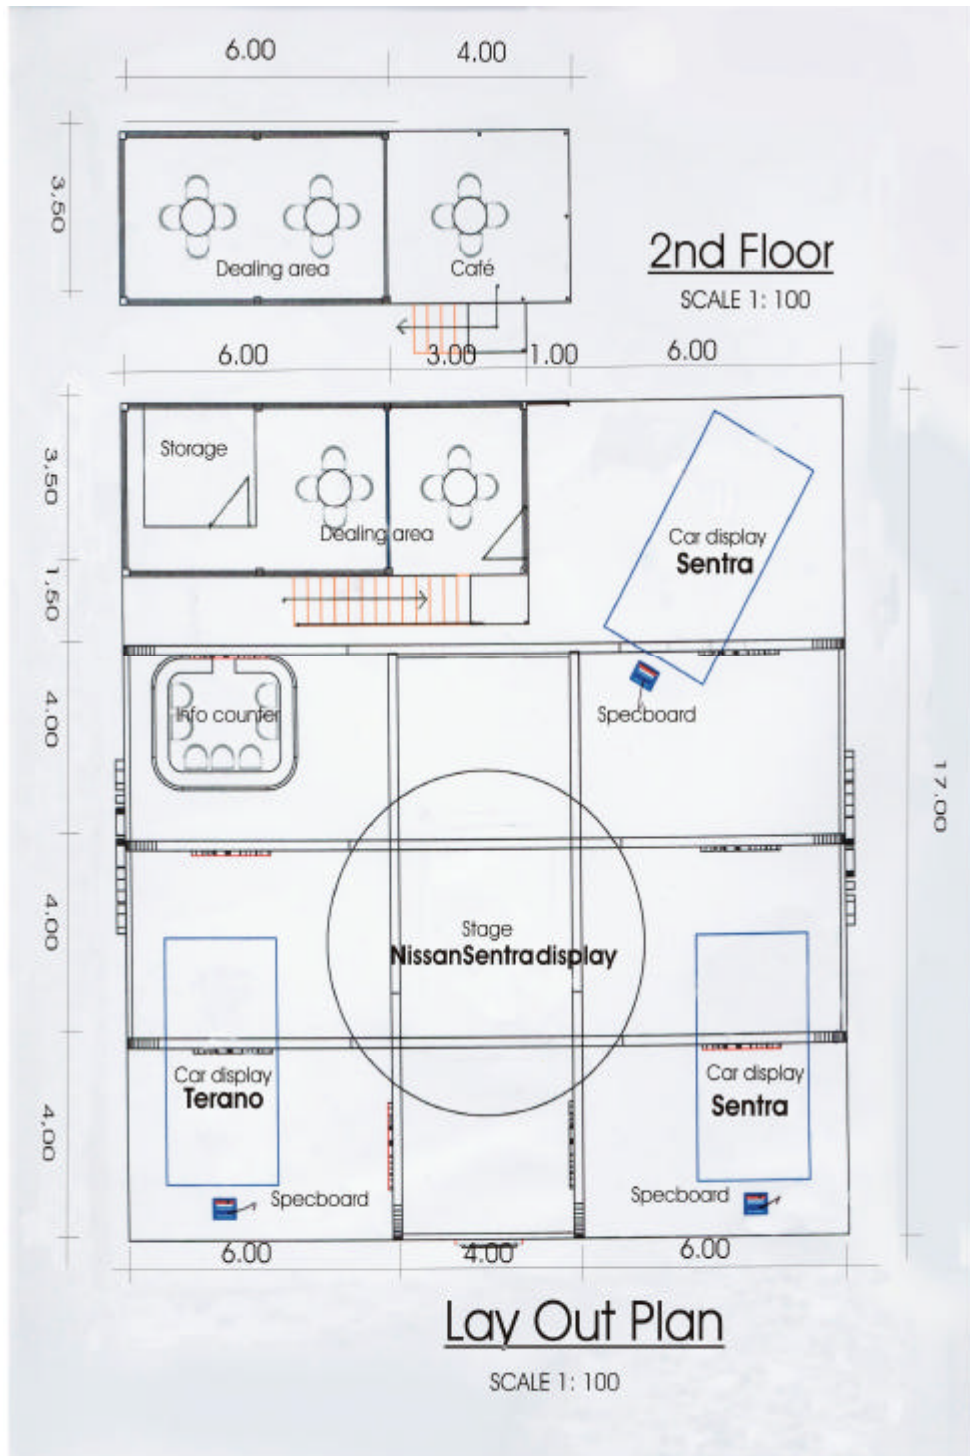 6.00 4.00
3,50
Dealing area Café
2nd Floor
SCALE 1: 100
6.00 3.00 1.00 6.00
3,50
Storage
Dealing area
Car display
Sentra
1,50
4.00
Info counter
Specboard
17.00
4.00
Stage
NissanSentradisplay
Car display
Terano
Car display
Sentra
4,00
Specboard
Specboard
6.00 4.00 6.00
Lay Out Plan
SCALE 1: 100